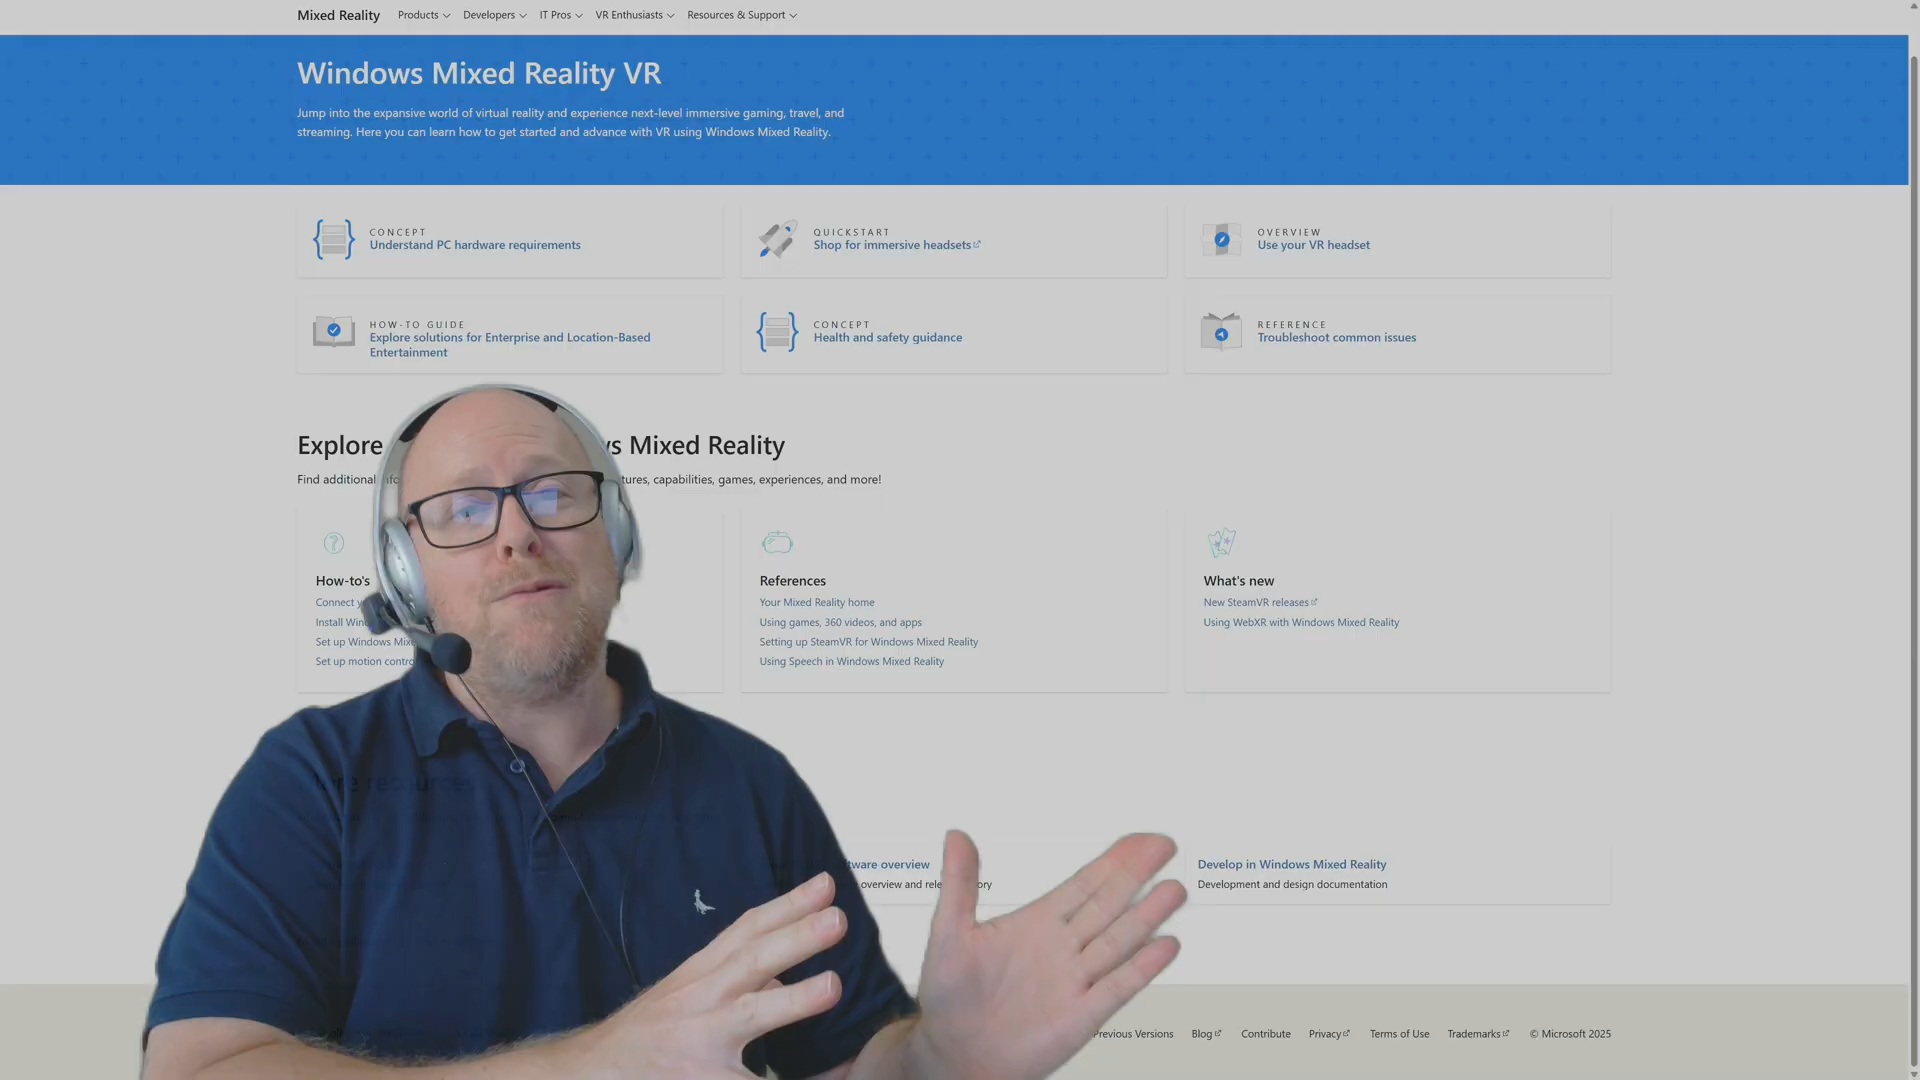 Mixed Reality
Products
Developers
IT Pros
VR Enthusiasts
Resources & Support
Windows Mixed Reality VR
Jump into the expansive world of virtual reality and experience next-level immersive gaming, travel, and
streaming. Here you can learn how to get started and advance with VR using Windows Mixed Reality.
CONCEPT
Understand PC hardware requirements
QUICKSTART
Shop for immersive headsets
OVERVIEW
Use your VR headset
HOW-TO GUIDE
Explore solutions for Enterprise and Location-Based
Entertainment
CONCEPT
Health and safety guidance
REFERENCE
Troubleshoot common issues
Explore Mixed Reality
Find additional capabilities, games, experiences, and more!
How-to's
Connect
Install
Set up Windows
Set up motion
References
Your Mixed Reality home
Using games, 360 videos, and apps
Setting up SteamVR for Windows Mixed Reality
Using Speech in Windows Mixed Reality
What's new
New SteamVR releases
Using WebXR with Windows Mixed Reality
resources
overview
overview and
Develop in Windows Mixed Reality
Development and design documentation
Previous Versions
Blog
Contribute
Privacy
Terms of Use
Trademarks
© Microsoft 2025